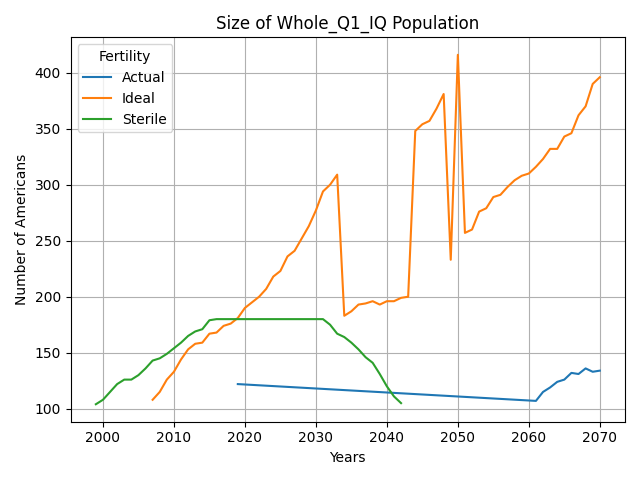 Size of Whole_Q1_IQ Population
Fertility
Actual
Ideal
Sterile
Number of Americans
400
350
300
250
200
150
100
2000 2010 2020 2030 2040 2050 2060 2070
Years